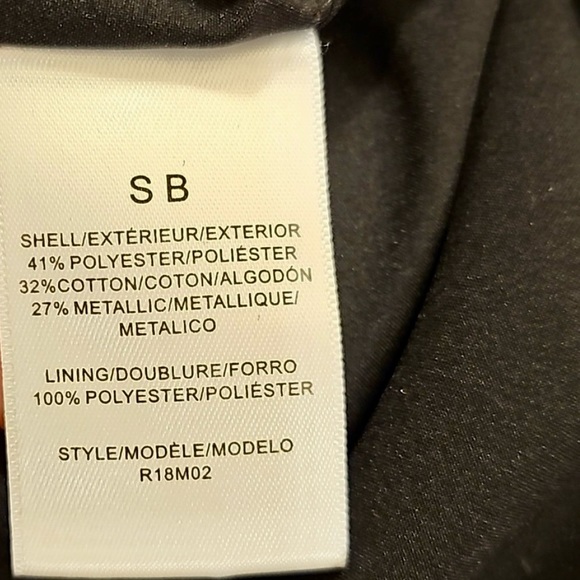 S B
SHELL/EXTÉRIEUR/EXTERIOR
41% POLYESTER/POLIÉSTER
32%COTTON/COTON/ALGODÓN
27% METALLIC/METALLIQUE/
METALICO
LINING/DOUBLURE/FORRO
100% POLYESTER/POLIÉSTER
STYLE/MODÈLE/MODELO
R18M02